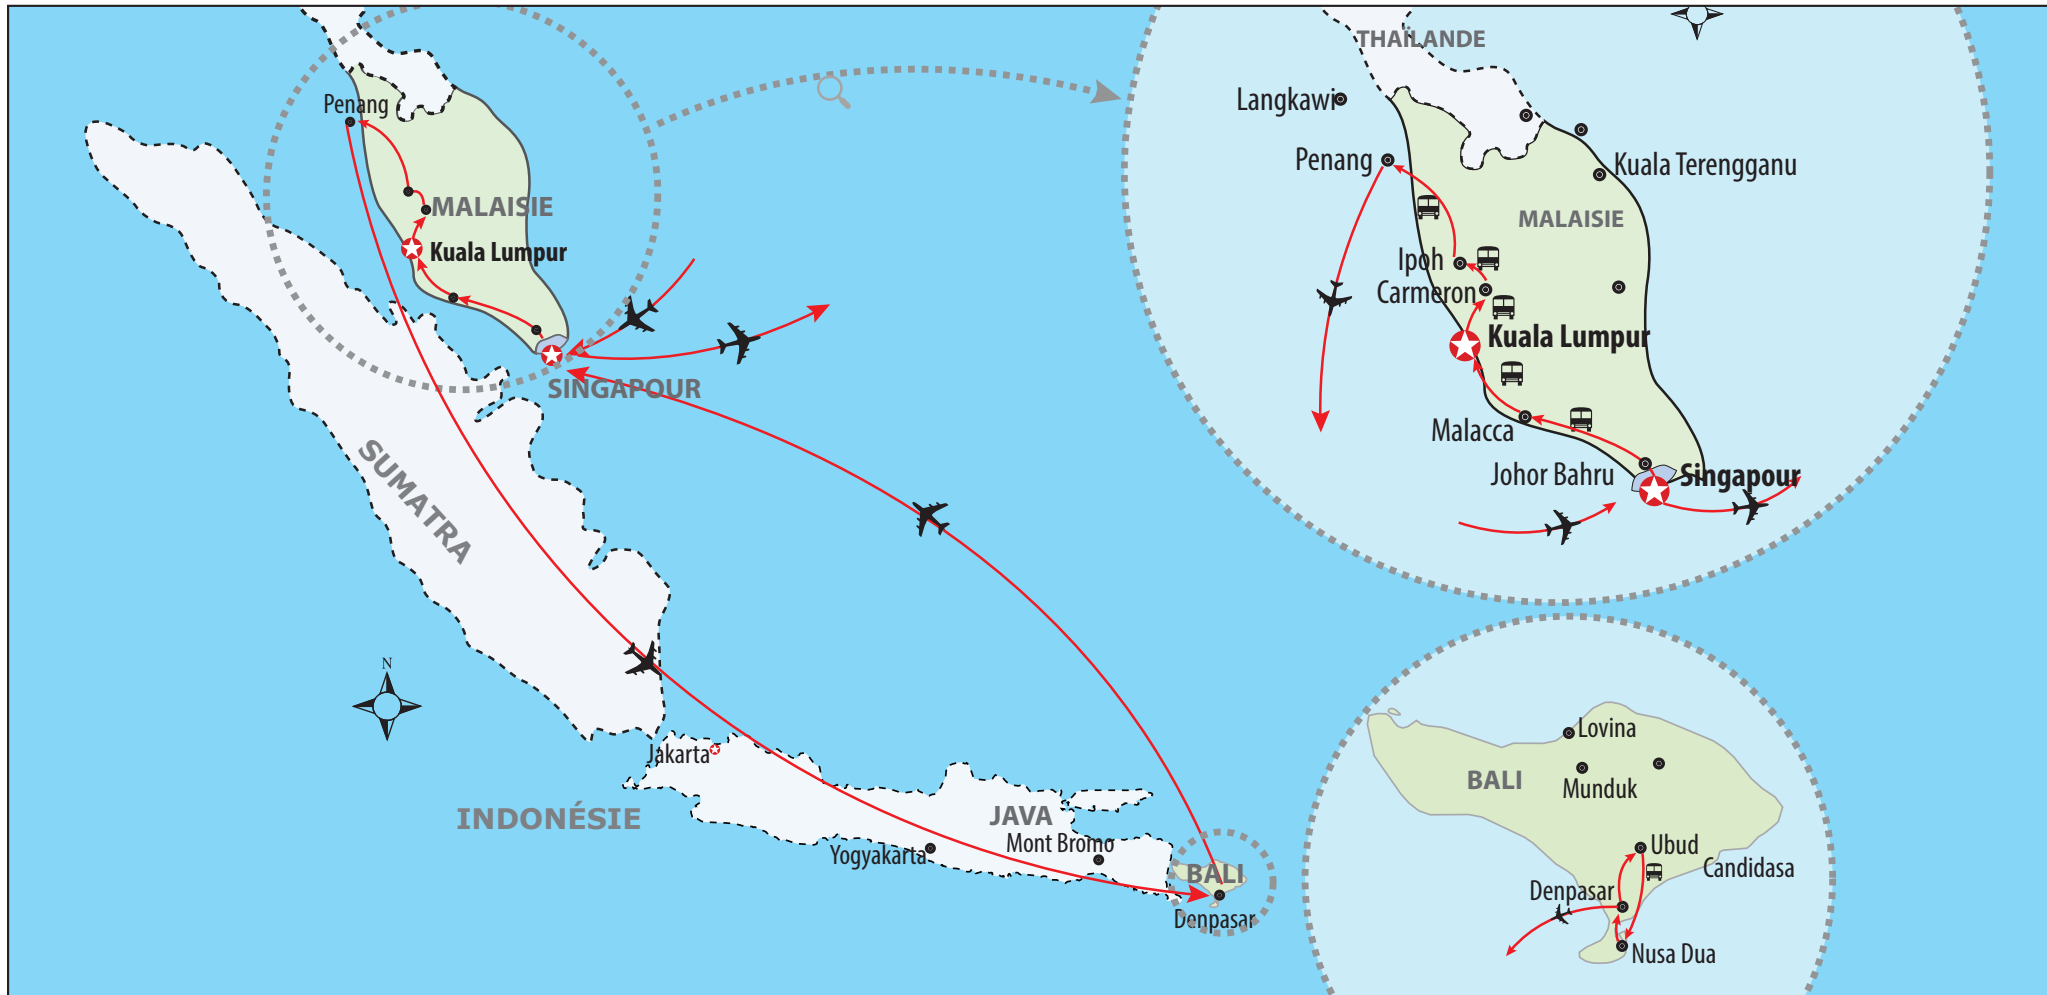 Penang
MALAISIE
Kuala Lumpur
SINGAPOUR
SUMATRA
N
Jakarta
INDONÉSIE
JAVA
Mont Bromo
Yogyakarta
BALI
Denpasar
THAÏLANDE
Langkawi
Penang
Kuala Terengganu
MALAISIE
Ipoh
Carmeron
Kuala Lumpur
Malacca
Johor Bahru
Singapour
Lovina
BALI
Munduk
Ubud
Candidasa
Denpasar
Nusa Dua